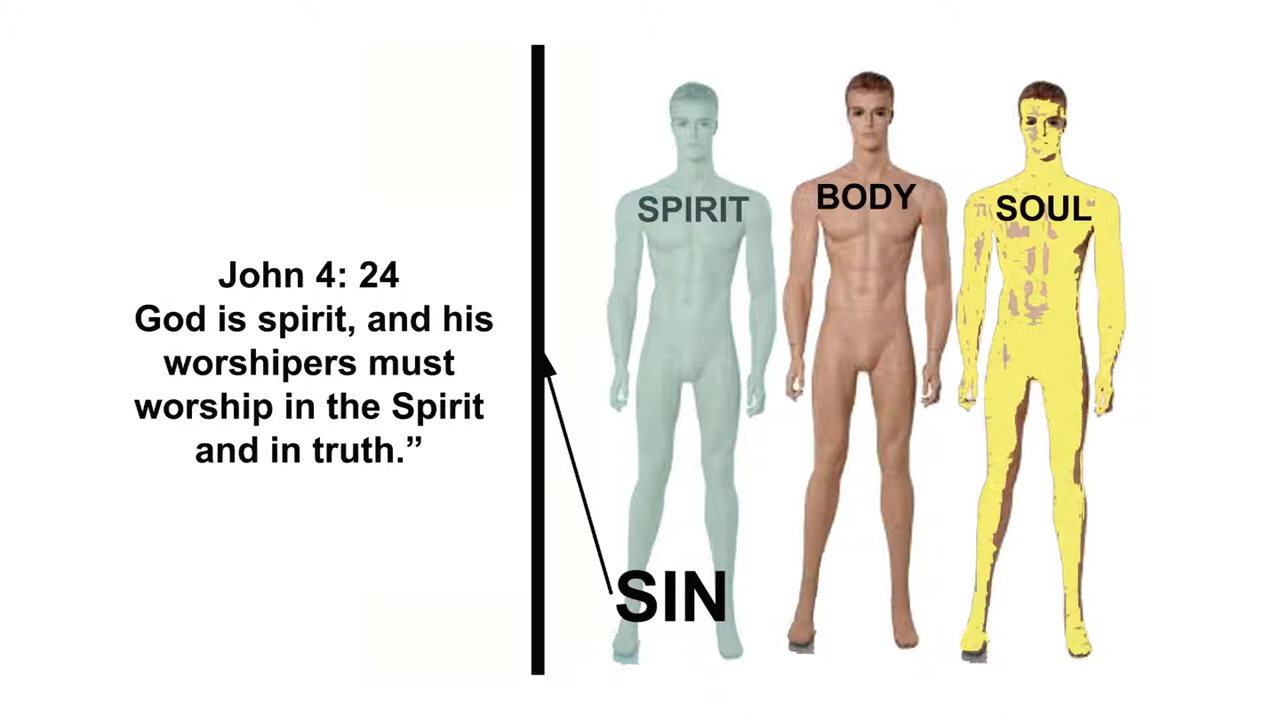 John 4: 24
God is spirit, and his
worshipers must
worship in the Spirit
and in truth.”
SPIRIT
BODY
SOUL
SIN